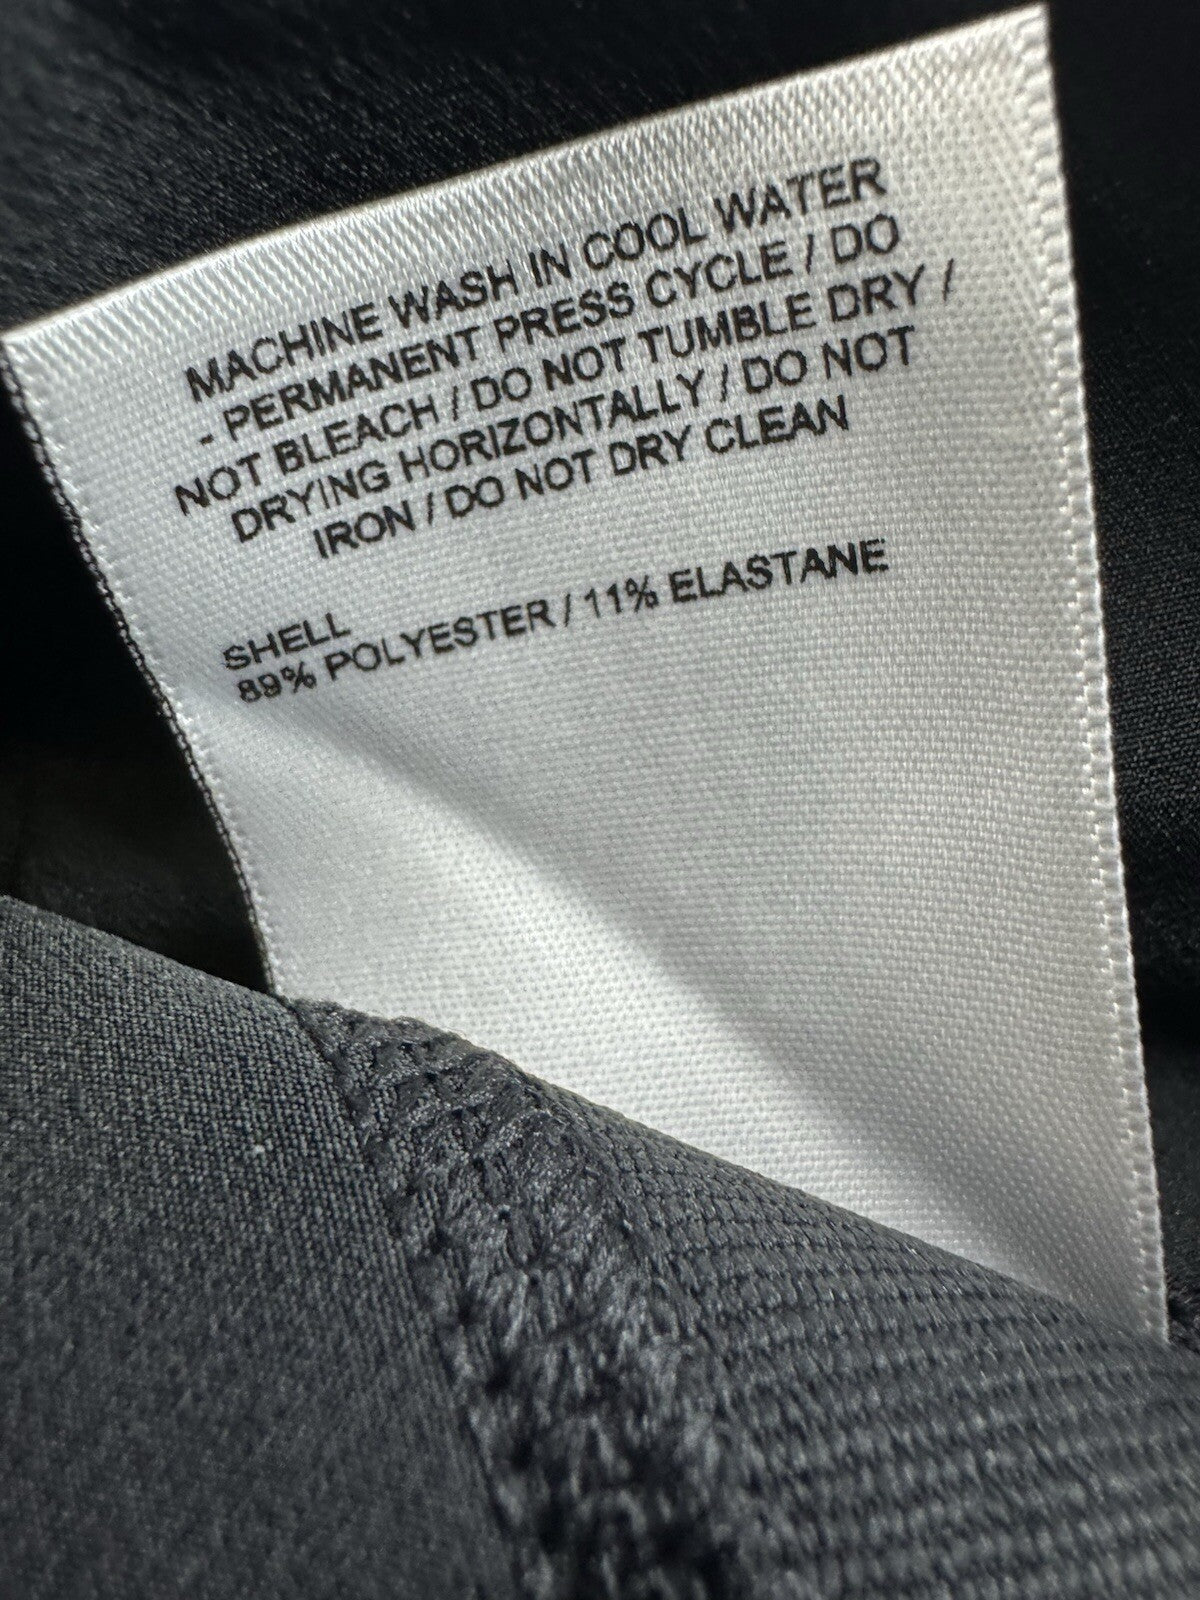 MACHINE WASH IN COOL WATER
- PERMANENT PRESS CYCLE / DO
NOT BLEACH / DO NOT TUMBLE DRY /
DRYING HORIZONTALLY / DO NOT
IRON / DO NOT DRY CLEAN
SHELL
89% POLYESTER / 11% ELASTANE